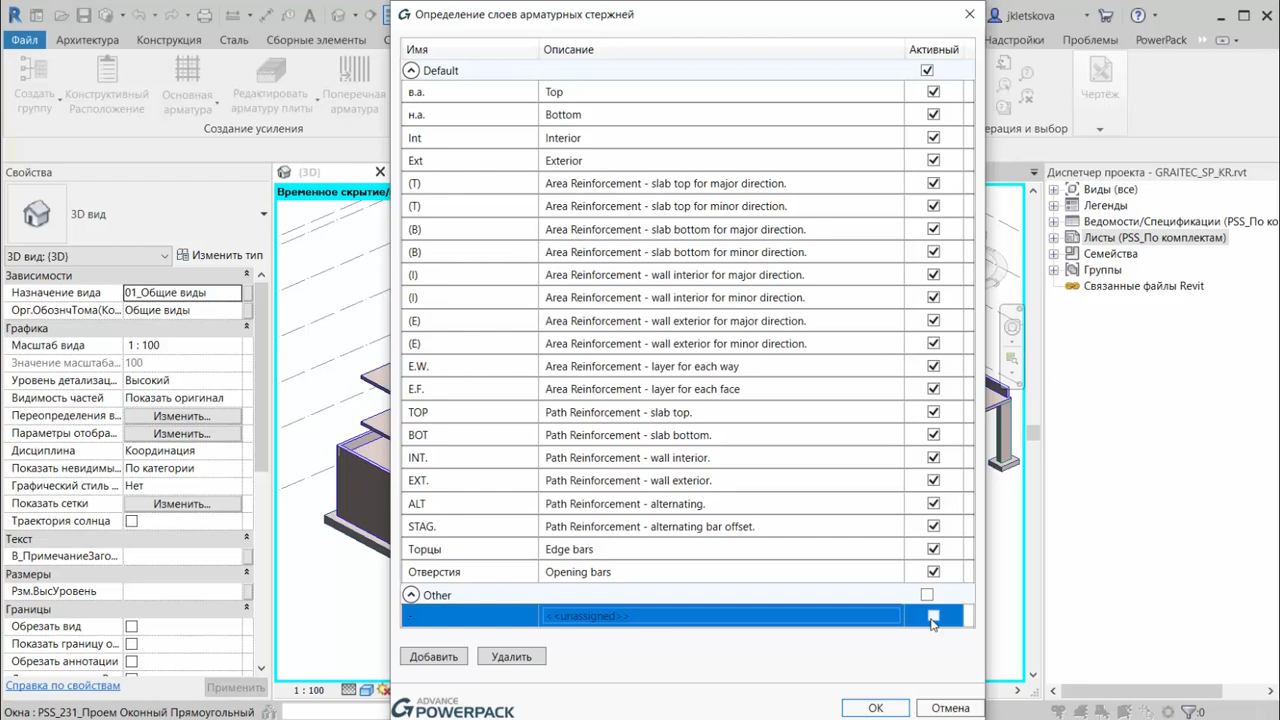 Определение слоев арматурных стержней
jkletskova
Файл Архитектура Конструкция Сталь Сборные элементы
Надстройки Проблемы PowerPack
Создать группу
Конструктивный Расположение
Основная арматура
Редактировать арматуру плиты
Поперечная арматура
Чертёж
Создание усиления
ерация и выбор
Имя Описание Активный
Default
в.а. Top
н.а. Bottom
Int Interior
Ext Exterior
(T) Area Reinforcement - slab top for major direction.
(T) Area Reinforcement - slab top for minor direction.
(B) Area Reinforcement - slab bottom for major direction.
(B) Area Reinforcement - slab bottom for minor direction.
(I) Area Reinforcement - wall interior for major direction.
(I) Area Reinforcement - wall interior for minor direction.
(E) Area Reinforcement - wall exterior for major direction.
(E) Area Reinforcement - wall exterior for minor direction.
E.W. Area Reinforcement - layer for each way
E.F. Area Reinforcement - layer for each face
TOP Path Reinforcement - slab top.
BOT Path Reinforcement - slab bottom.
INT. Path Reinforcement - wall interior.
EXT. Path Reinforcement - wall exterior.
ALT Path Reinforcement - alternating.
STAG. Path Reinforcement - alternating bar offset.
Торцы Edge bars
Отверстия Opening bars
Other
- <<unassigned>>
Добавить Удалить
ADVANCE
POWERPACK
OK Отмена
Свойства
3D вид
3D вид: {3D} Изменить тип
Зависимости
Назначение вида 01_Общие виды
Орг.ОбознчТома(Ко... Общие виды
Графика
Масштаб вида 1 : 100
Значение масштаба... 100
Уровень детализац... Высокий
Видимость частей Показать оригинал
Переопределения в... Изменить...
Параметры отобра... Изменить...
Дисциплина Координация
Показать невидимы... По категории
Графический стиль ... Нет
Показать сетки Изменить...
Траектория солнца
Текст
В_ПримечаниеЗаго...
Размеры
Рзм.ВысУровень
Границы
Обрезать вид
Показать границу о...
Обрезать аннотации
Справка по свойствам Применить
Окна : PSS_231_Проем Оконный Прямоугольный
{3D}
Временное скрытие/
1 : 100
Диспетчер проекта - GRAITEC_SP_KR.rvt
Виды (все)
Легенды
Ведомости/Спецификации (PSS_По ко
Листы (PSS_По комплектам)
Семейства
Группы
Связанные файлы Revit
:0